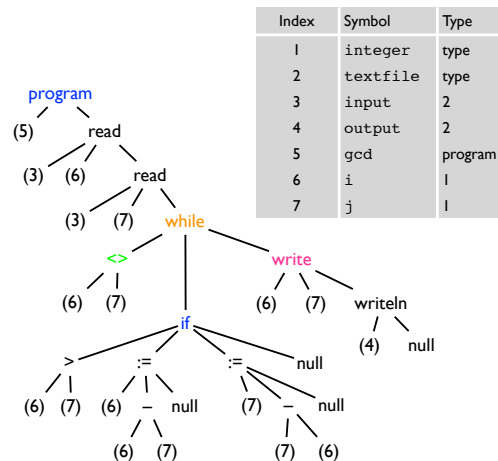 Index Symbol Type
1 integer type
2 textfile type
3 input 2
4 output 2
5 gcd program
6 i 1
7 j 1
program
(5) read
(3) (6) read
(3) (7) while
<> write
(6) (7) (6) (7) writeln
if (4) null
> := := null
(6) (7) (6) – null (7) – null
(6) (7) (7) (6)